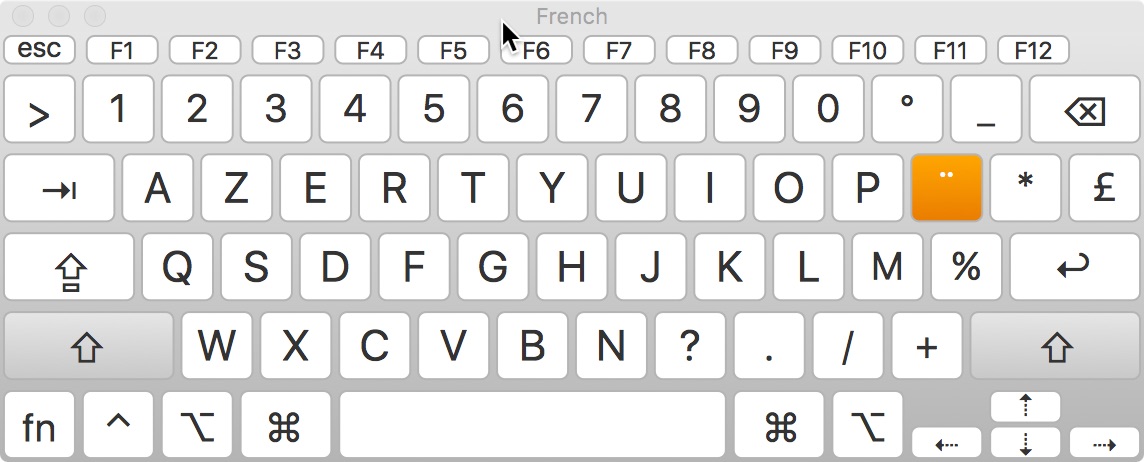 French
esc F1 F2 F3 F4 F5 F6 F7 F8 F9 F10 F11 F12
> 1 2 3 4 5 6 7 8 9 0 ° _ ⌫
⇥ A Z E R T Y U I O P ¨ * £
⇪ Q S D F G H J K L M % ↩
⇧ W X C V B N ? . / + ⇧
fn ^ ⌥ ⌘ ⌘ ⌥ ⇠ ⇡ ⇣ ⇢